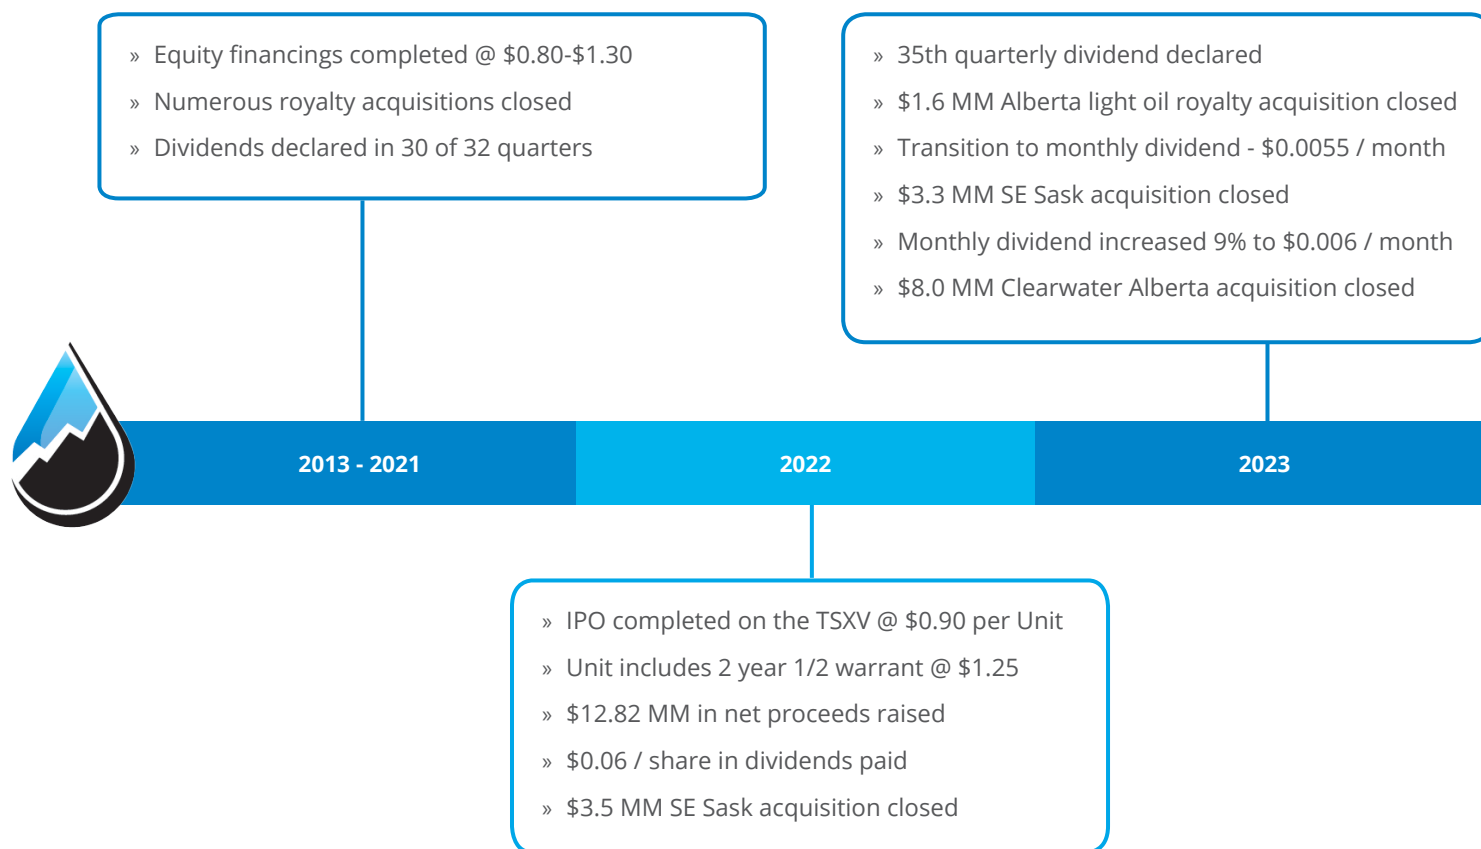 » Equity financings completed @ $0.80-$1.30
» Numerous royalty acquisitions closed
» Dividends declared in 30 of 32 quarters
» 35th quarterly dividend declared
» $1.6 MM Alberta light oil royalty acquisition closed
» Transition to monthly dividend - $0.0055 / month
» $3.3 MM SE Sask acquisition closed
» Monthly dividend increased 9% to $0.006 / month
» $8.0 MM Clearwater Alberta acquisition closed
2013 - 2021
2022
2023
» IPO completed on the TSXV @ $0.90 per Unit
» Unit includes 2 year 1/2 warrant @ $1.25
» $12.82 MM in net proceeds raised
» $0.06 / share in dividends paid
» $3.5 MM SE Sask acquisition closed